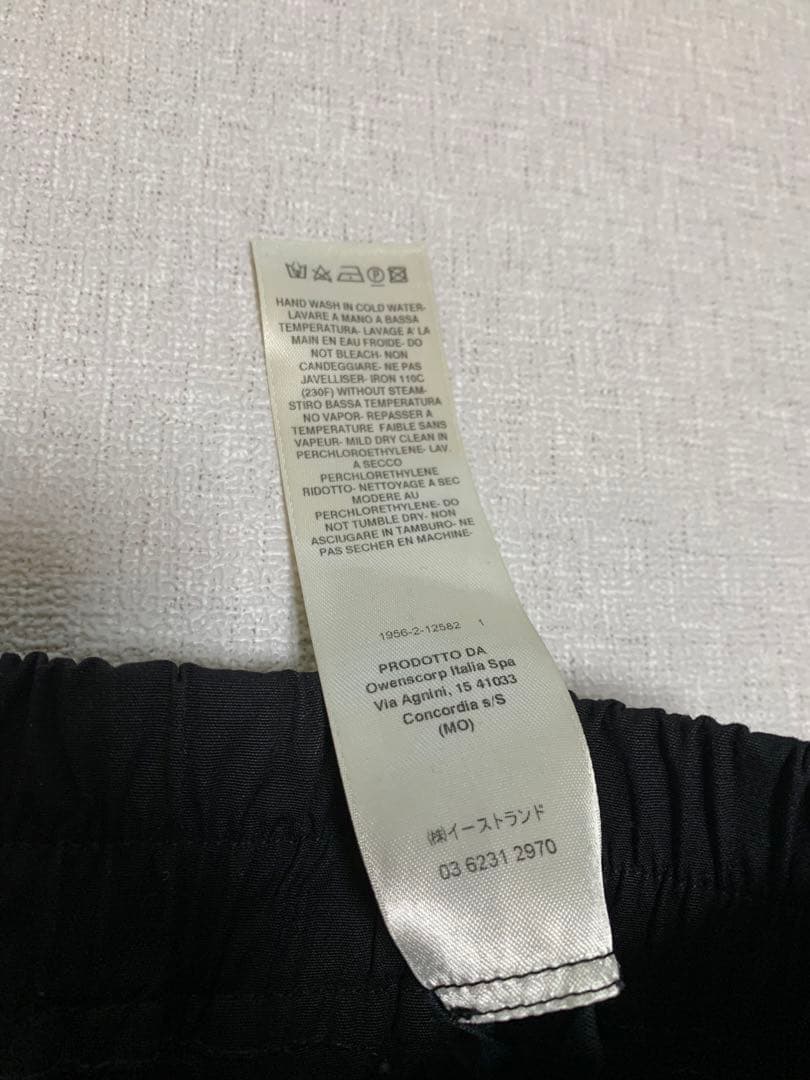 HAND WASH IN COLD WATER-
LAVARE A MANO A BASSA
TEMPERATURA- LAVAGE A' LA
MAIN EN EAU FROIDE- DO
NOT BLEACH- NON
CANDEGGIARE- NE PAS
JAVELLISER- IRON 110C
(230F) WITHOUT STEAM-
STIRO BASSA TEMPERATURA
NO VAPOR- REPASSER A
TEMPERATURE FAIBLE SANS
VAPEUR- MILD DRY CLEAN IN
PERCHLOROETHYLENE- LAV.
A SECCO
PERCHLORETHYLENE
RIDOTTO- NETTOYAGE A SEC
MODERE AU
PERCHLORETHYLENE- DO
NOT TUMBLE DRY- NON
ASCIUGARE IN TAMBURO- NE
PAS SECHER EN MACHINE-
1956-2-12582 1
PRODOTTO DA
Owenscorp Italia Spa
Via Agnini, 15 41033
Concordia s/S
(MO)
㈱イーストランド
03 6231 2970